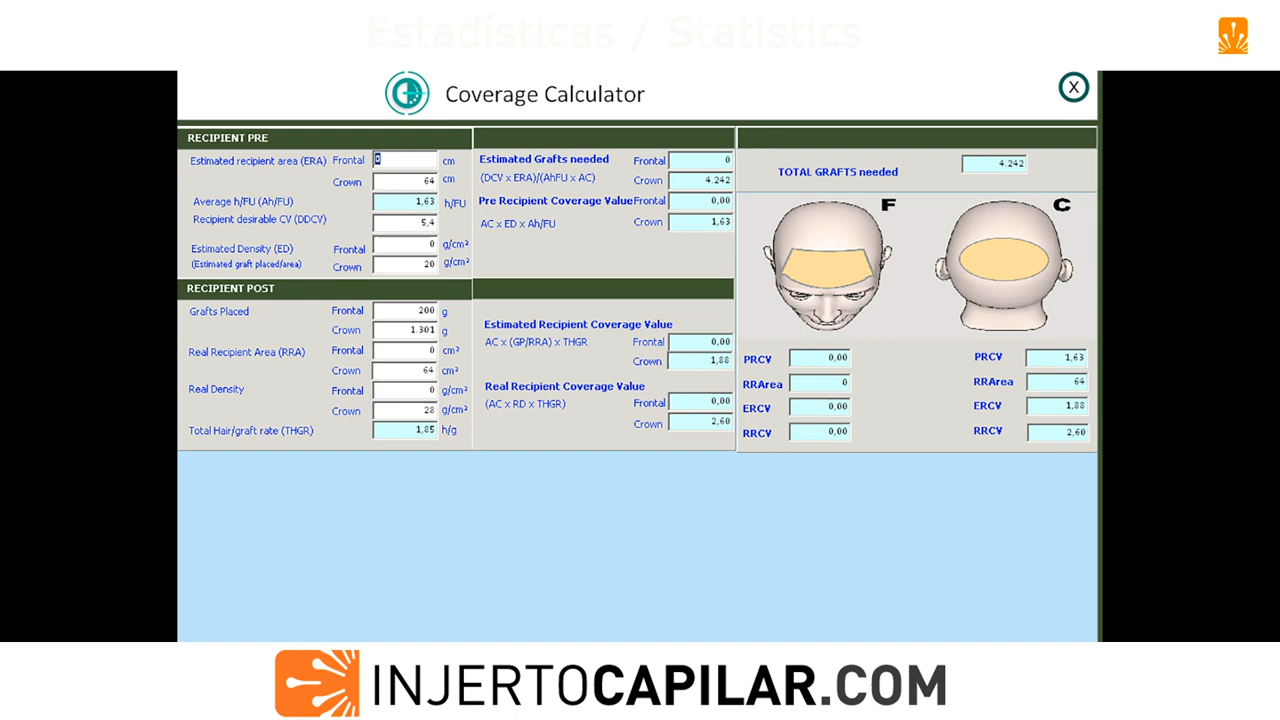 Estadísticas / Statistics
Coverage Calculator
X
RECIPIENT PRE
Estimated recipient area (ERA) Frontal 0 cm
Crown 64 cm
Average h/FU (Ah/FU) 1,63 h/FU
Recipient desirable CV (DDCV) 5,4
Estimated Density (ED) Frontal 0 g/cm²
(Estimated graft placed/area) Crown 20 g/cm²
Estimated Grafts needed Frontal 0
(DCV x ERA)/(AhFU x AC) Crown 4.242
Pre Recipient Coverage Value Frontal 0,00
AC x ED x Ah/FU Crown 1,63
TOTAL GRAFTS needed 4.242
F C
RECIPIENT POST
Grafts Placed Frontal 200 g
Crown 1.301 g
Real Recipient Area (RRA) Frontal 0 cm²
Crown 64 cm²
Real Density Frontal 0 g/cm²
Crown 28 g/cm²
Total Hair/graft rate (THGR) 1,85 h/g
Estimated Recipient Coverage Value
AC x (GP/RRA) x THGR Frontal 0,00
Crown 1,88
Real Recipient Coverage Value
(AC x RD x THGR) Frontal 0,00
Crown 2,60
PRCV 0,00 PRCV 1,63
RRArea 0 RRArea 64
ERCV 0,00 ERCV 1,88
RRCV 0,00 RRCV 2,60
INJERTOCAPILAR.COM